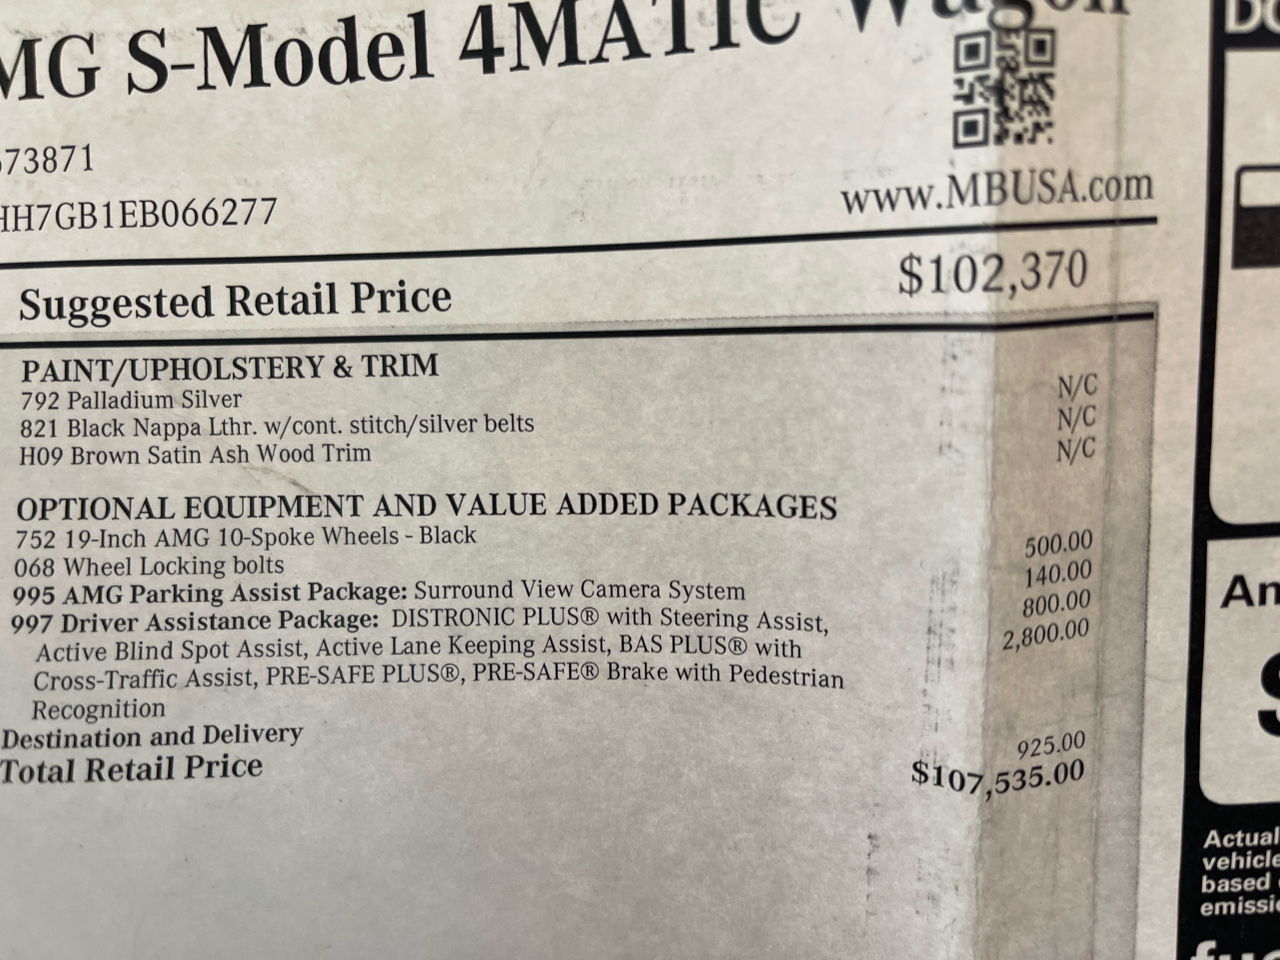 MG S-Model 4MATIC Wagon
73871
HH7GB1EB066277
www.MBUSA.com
Suggested Retail Price $102,370
PAINT/UPHOLSTERY & TRIM
792 Palladium Silver N/C
821 Black Nappa Lthr. w/cont. stitch/silver belts N/C
H09 Brown Satin Ash Wood Trim N/C
OPTIONAL EQUIPMENT AND VALUE ADDED PACKAGES
752 19-Inch AMG 10-Spoke Wheels - Black 500.00
068 Wheel Locking bolts 140.00
995 AMG Parking Assist Package: Surround View Camera System 800.00
997 Driver Assistance Package: DISTRONIC PLUS® with Steering Assist, 2,800.00
Active Blind Spot Assist, Active Lane Keeping Assist, BAS PLUS® with
Cross-Traffic Assist, PRE-SAFE PLUS®, PRE-SAFE® Brake with Pedestrian
Recognition
Destination and Delivery 925.00
Total Retail Price $107,535.00
An
Actual
vehicle
based
emissi